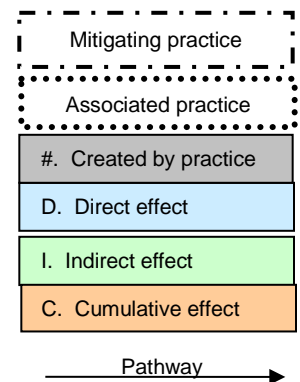 Mitigating practice
Associated practice
#. Created by practice
D. Direct effect
I. Indirect effect
C. Cumulative effect
Pathway